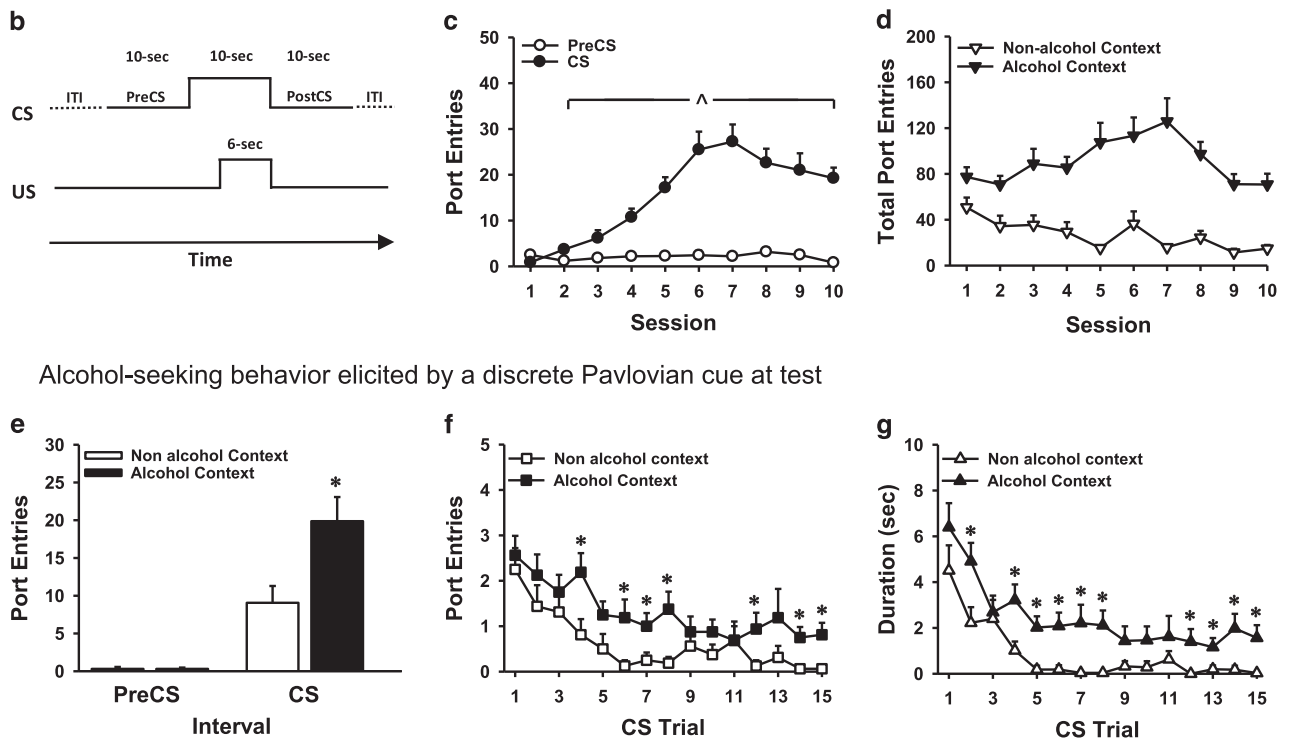 b
10-sec 10-sec 10-sec
ITI PreCS PostCS ITI
CS
6-sec
US
Time
c
PreCS
CS
^
Port Entries
50
40
30
20
10
0
1 2 3 4 5 6 7 8 9 10
Session
d
Non-alcohol Context
Alcohol Context
Total Port Entries
200
160
120
80
40
0
1 2 3 4 5 6 7 8 9 10
Session
Alcohol-seeking behavior elicited by a discrete Pavlovian cue at test
e
Non alcohol Context
Alcohol Context
*
Port Entries
30
25
20
15
10
5
0
PreCS CS
Interval
f
Non alcohol context
Alcohol Context
* * * * * * *
Port Entries
5
4
3
2
1
0
1 3 5 7 9 11 13 15
CS Trial
g
Non alcohol context
Alcohol Context
* * * * * * * * * *
Duration (sec)
10
8
6
4
2
0
1 3 5 7 9 11 13 15
CS Trial